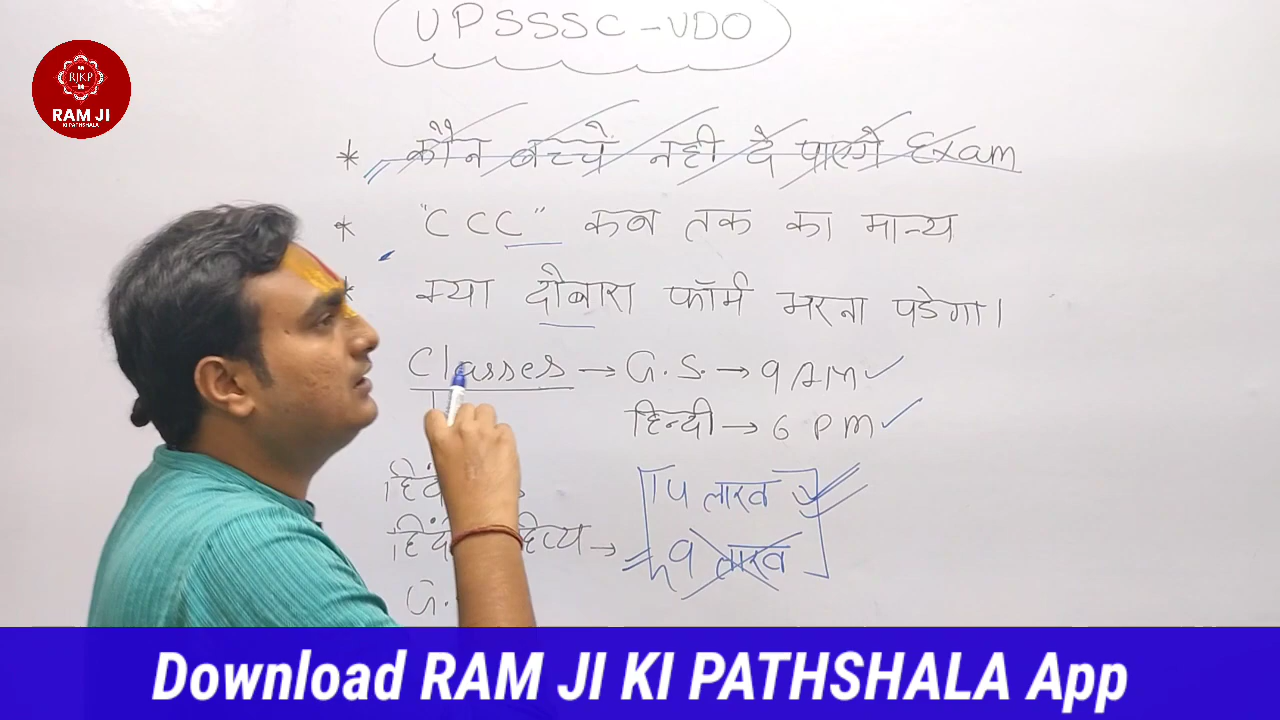 UPSSSC-VDO
RJKP
RAM JI
KI PATHSHALA
* कौन बच्चें नही दे पाएगे Exam
* "CCC" कब तक का मान्य
* क्या दोबारा फॉर्म भरना पडेगा।
Classes → G.S. → 9 AM ✓
हिन्दी → 6 PM ✓
14 लाख
→ 9 लाख
G.
Download RAM JI KI PATHSHALA App